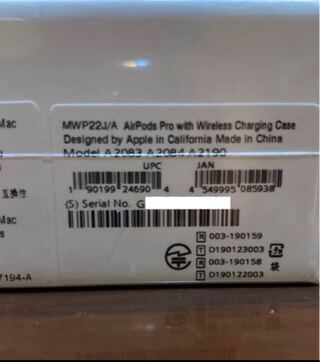 Mac
MWP22J/A AirPods Pro with Wireless Charging Case
Designed by Apple in California Made in China
Model A2083 A2084 A2190
UPC JAN
1 90199 24690 4
4 549995 085938
(S) Serial No. G
互換性
Mac
7194-A
R 003-190159
T D190123003
R 003-190158
T D190122003
袋